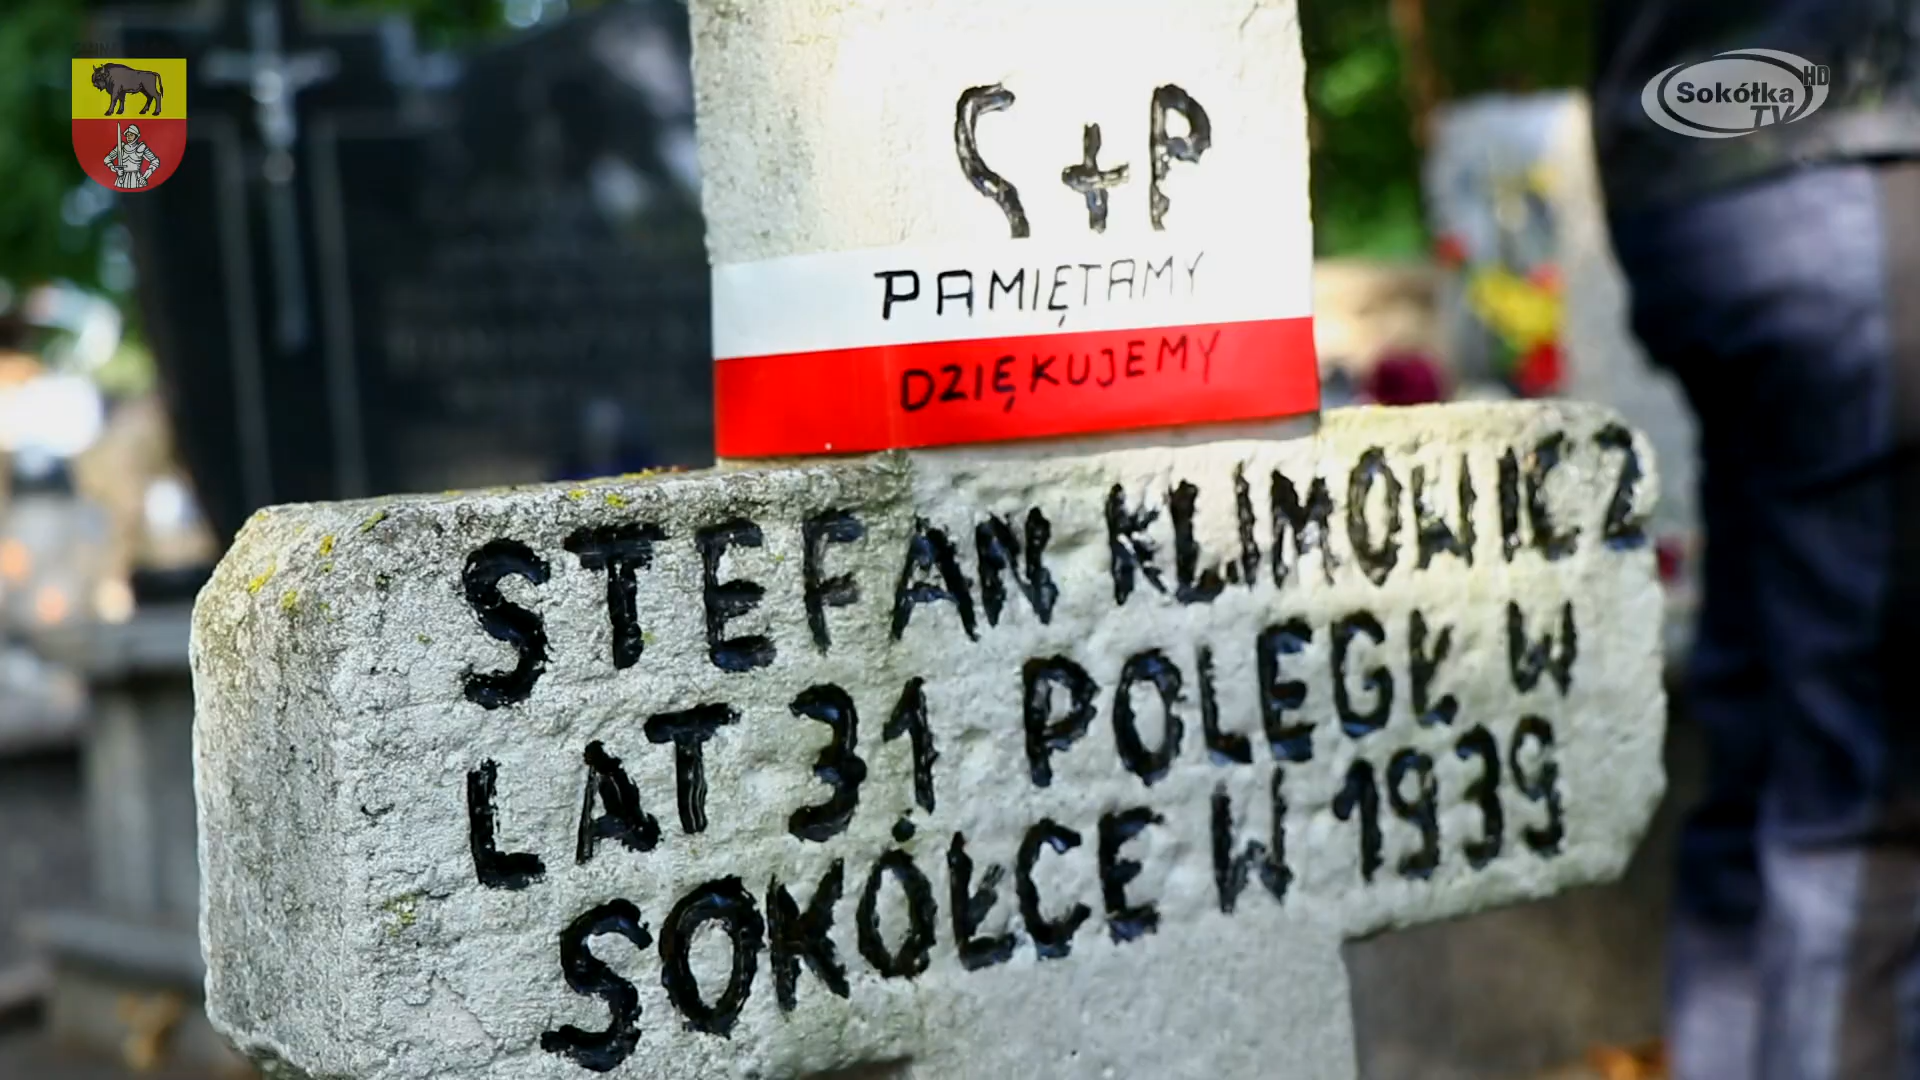 Sokółka HD
TV
S+P
PAMIĘTAMY
DZIĘKUJEMY
STEFAN KLIMOWICZ
LAT 31 POLEGŁ W
SOKÓŁCE W 1939